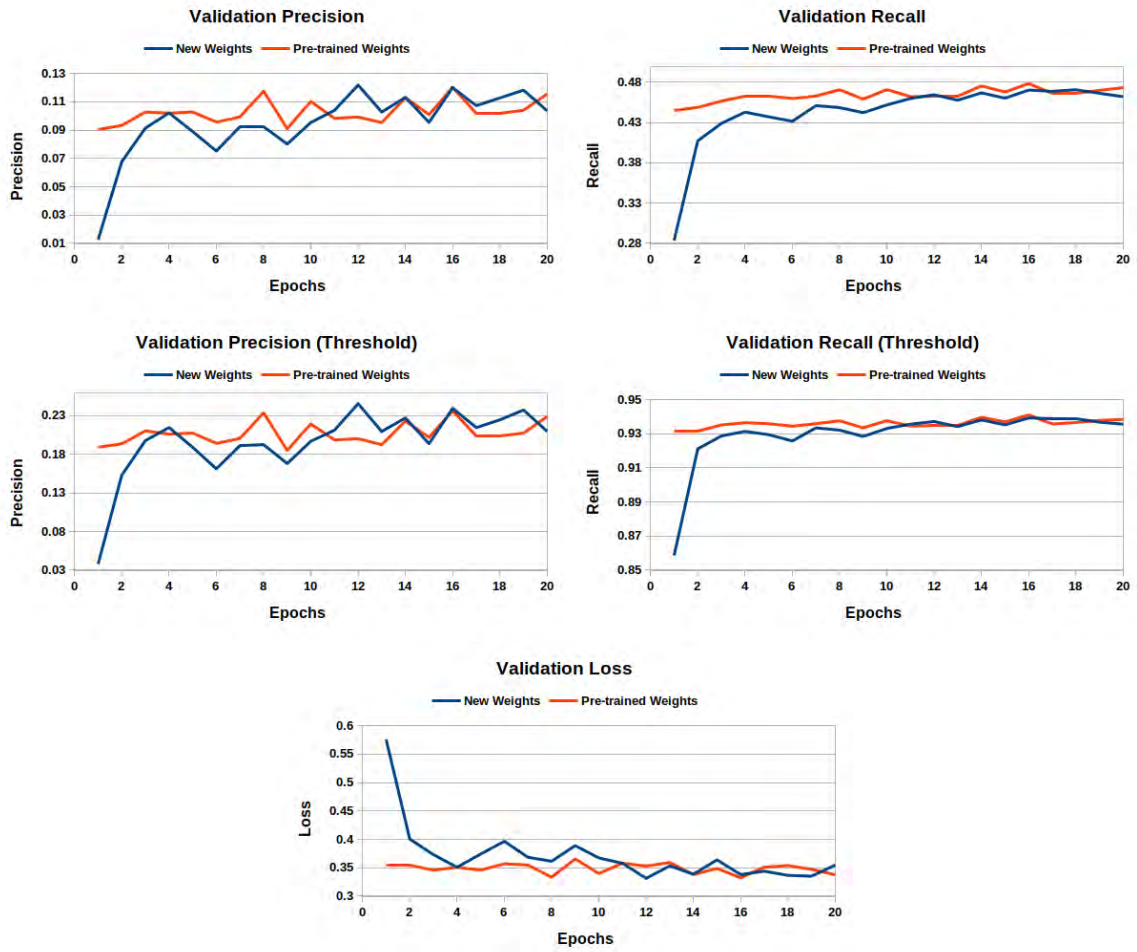 Validation Precision
New Weights Pre-trained Weights
0.13
0.11
0.09
0.07
0.05
0.03
0.01
Precision
0 2 4 6 8 10 12 14 16 18 20
Epochs
Validation Recall
New Weights Pre-trained Weights
0.48
0.43
0.38
0.33
0.28
Recall
0 2 4 6 8 10 12 14 16 18 20
Epochs
Validation Precision (Threshold)
New Weights Pre-trained Weights
0.23
0.18
0.13
0.08
0.03
Precision
0 2 4 6 8 10 12 14 16 18 20
Epochs
Validation Recall (Threshold)
New Weights Pre-trained Weights
0.95
0.93
0.91
0.89
0.87
0.85
Recall
0 2 4 6 8 10 12 14 16 18 20
Epochs
Validation Loss
New Weights Pre-trained Weights
0.6
0.55
0.5
0.45
0.4
0.35
0.3
Loss
0 2 4 6 8 10 12 14 16 18 20
Epochs